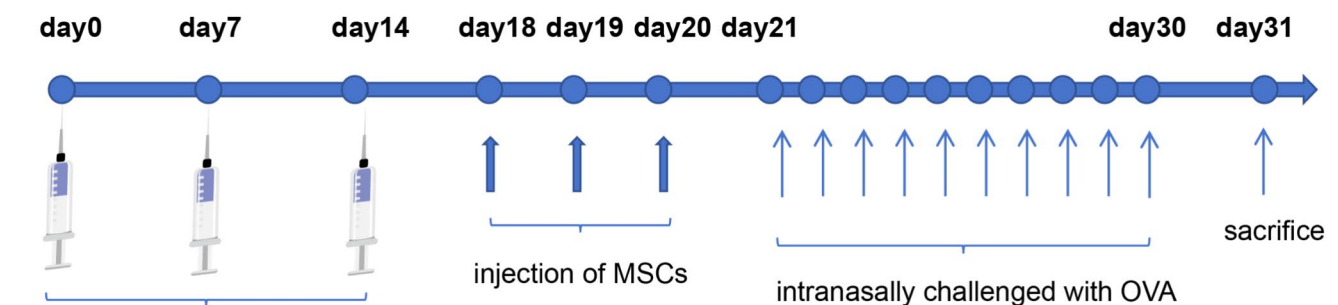 day0 day7 day14 day18 day19 day20 day21 day30 day31
sacrifice
injection of MSCs
intranasally challenged with OVA